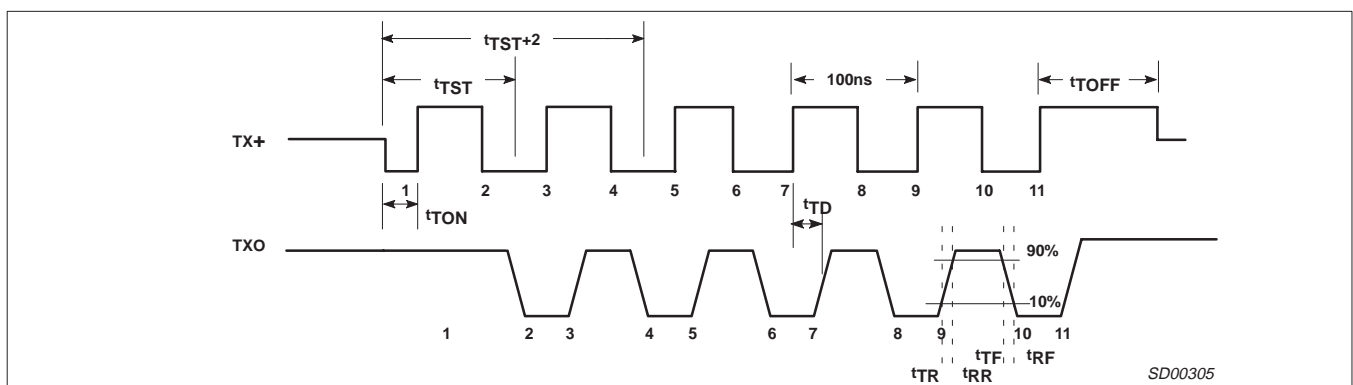 tTST+2
tTST
100ns
tTOFF
TX+
1 2 3 4 5 6 7 8 9 10 11
tTON
tTD
TXO
90%
10%
1 2 3 4 5 6 7 8 9 10 11
tTF tRF
tTR tRR
SD00305